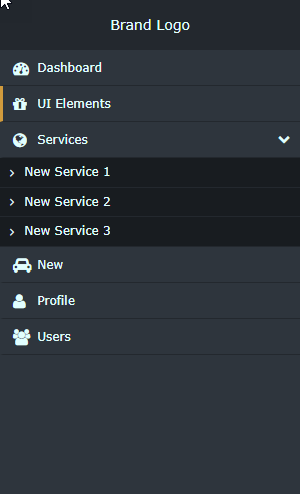 Brand Logo
Dashboard
UI Elements
Services
New Service 1
New Service 2
New Service 3
New
Profile
Users